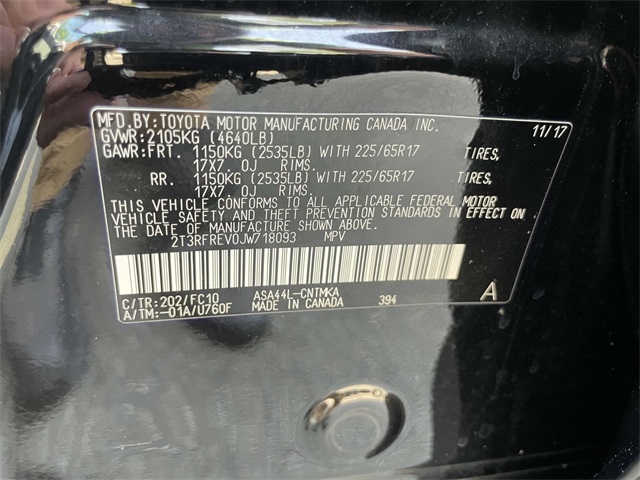 MFD.BY:TOYOTA MOTOR MANUFACTURING CANADA INC. 11/17
GVWR:2105KG (4640LB)
GAWR:FRT. 1150KG (2535LB) WITH 225/65R17 TIRES,
17X7.0J RIMS.
RR. 1150KG (2535LB) WITH 225/65R17 TIRES,
17X7.0J RIMS.
THIS VEHICLE CONFORMS TO ALL APPLICABLE FEDERAL MOTOR
VEHICLE SAFETY AND THEFT PREVENTION STANDARDS IN EFFECT ON
THE DATE OF MANUFACTURE SHOWN ABOVE.
2T3RFREV0JW718093 MPV
C/TR:202/FC10 ASA44L-CNTMKA 394 A
A/TM:-01A/U760F MADE IN CANADA